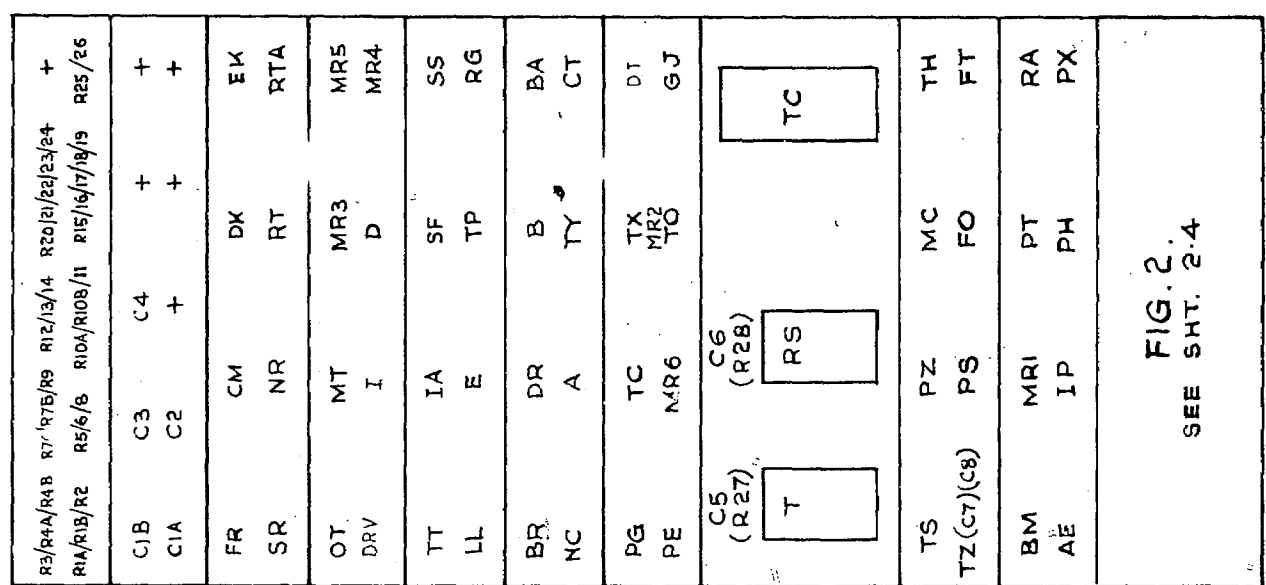 R3/R4A/R4B R7/R7B/R9 R12/13/14 R20/21/22/23/24 +
R1A/R1B/R2 R5/6/8 R10A/R10B/11 R15/16/17/18/19 R25/26
C1B C3 C4 + +
C1A C2 + + +
FR CM DK EK
SR NR RT RTA
OT MT MR3 MR5
DRV I D MR4
TT IA SF SS
LL E TP RG
BR DR B BA
NC A TY CT
PG TC TX DT
MR2
PE MR6 TO GJ
C5 C6
(R27) (R28)
T RS TC
TS PZ MC TH
TZ(C7)(C8) PS FO FT
BM MR1 PT RA
AE IP PH PX
FIG. 2.
SEE SHT. 2.4